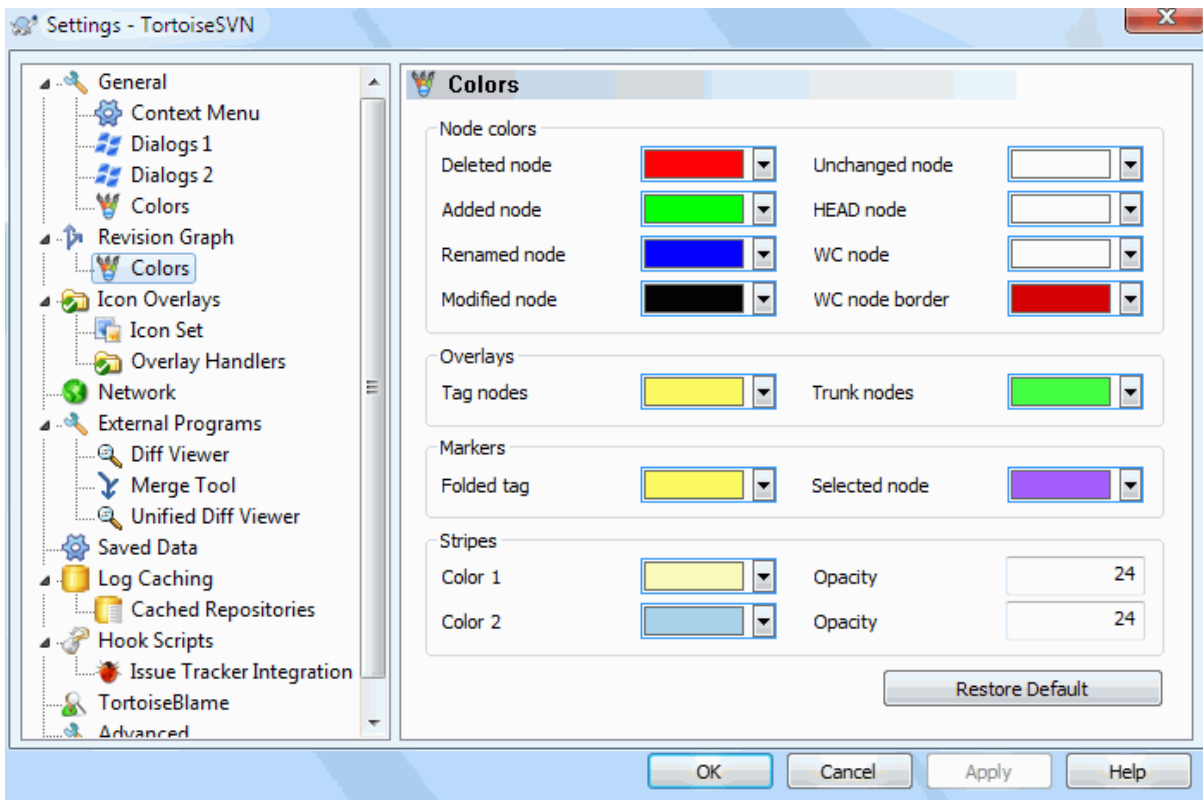 Settings - TortoiseSVN
General
Context Menu
Dialogs 1
Dialogs 2
Colors
Revision Graph
Colors
Icon Overlays
Icon Set
Overlay Handlers
Network
External Programs
Diff Viewer
Merge Tool
Unified Diff Viewer
Saved Data
Log Caching
Cached Repositories
Hook Scripts
Issue Tracker Integration
TortoiseBlame
Advanced
Colors
Node colors
Deleted node Unchanged node
Added node HEAD node
Renamed node WC node
Modified node WC node border
Overlays
Tag nodes Trunk nodes
Markers
Folded tag Selected node
Stripes
Color 1 Opacity 24
Color 2 Opacity 24
Restore Default
OK Cancel Apply Help